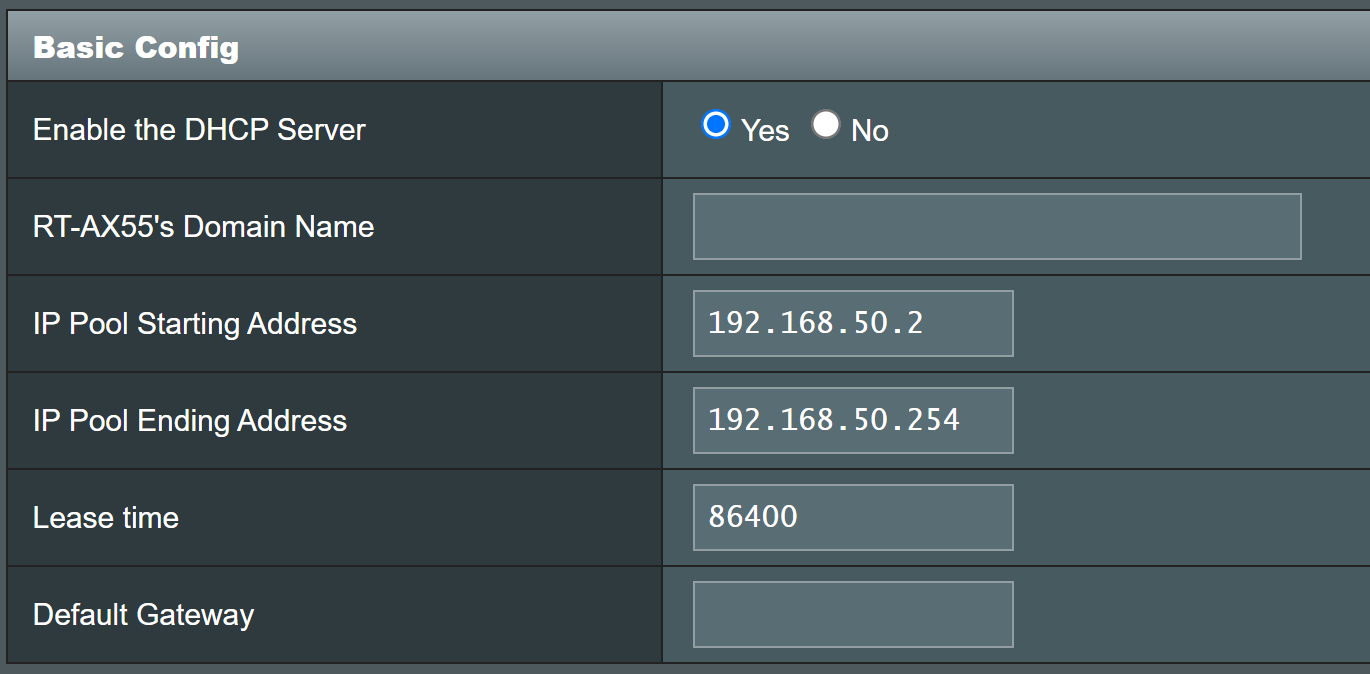 Basic Config
Enable the DHCP Server Yes No
RT-AX55's Domain Name
IP Pool Starting Address 192.168.50.2
IP Pool Ending Address 192.168.50.254
Lease time 86400
Default Gateway